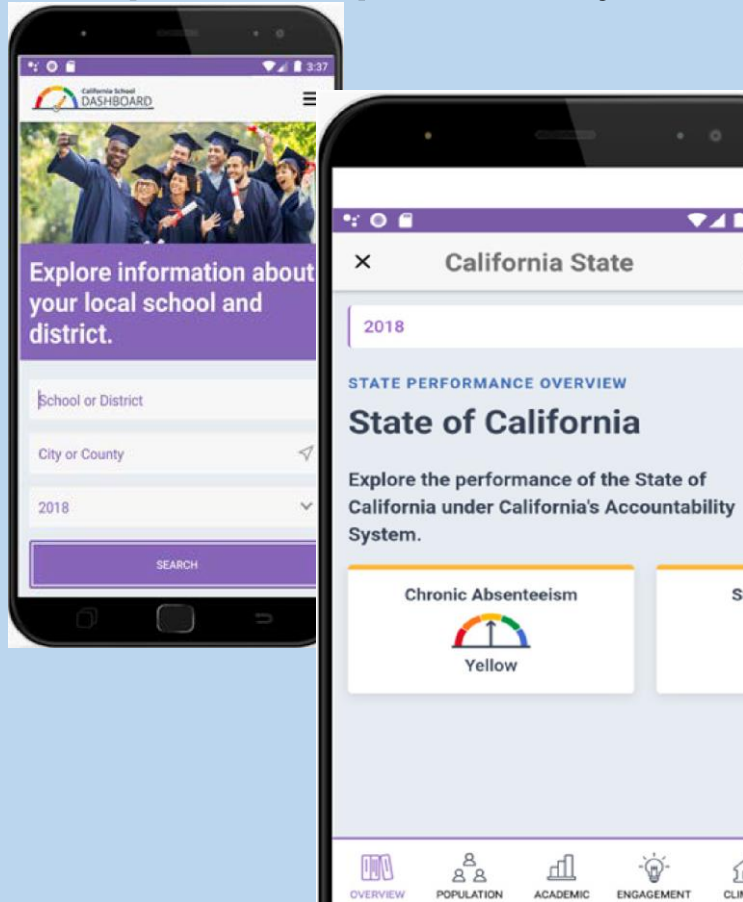 3:37
California School
DASHBOARD
Explore information about
your local school and
district.
School or District
City or County
2018
SEARCH
California State
2018
STATE PERFORMANCE OVERVIEW
State of California
Explore the performance of the State of
California under California's Accountability
System.
Chronic Absenteeism
S
Yellow
OVERVIEW POPULATION ACADEMIC ENGAGEMENT